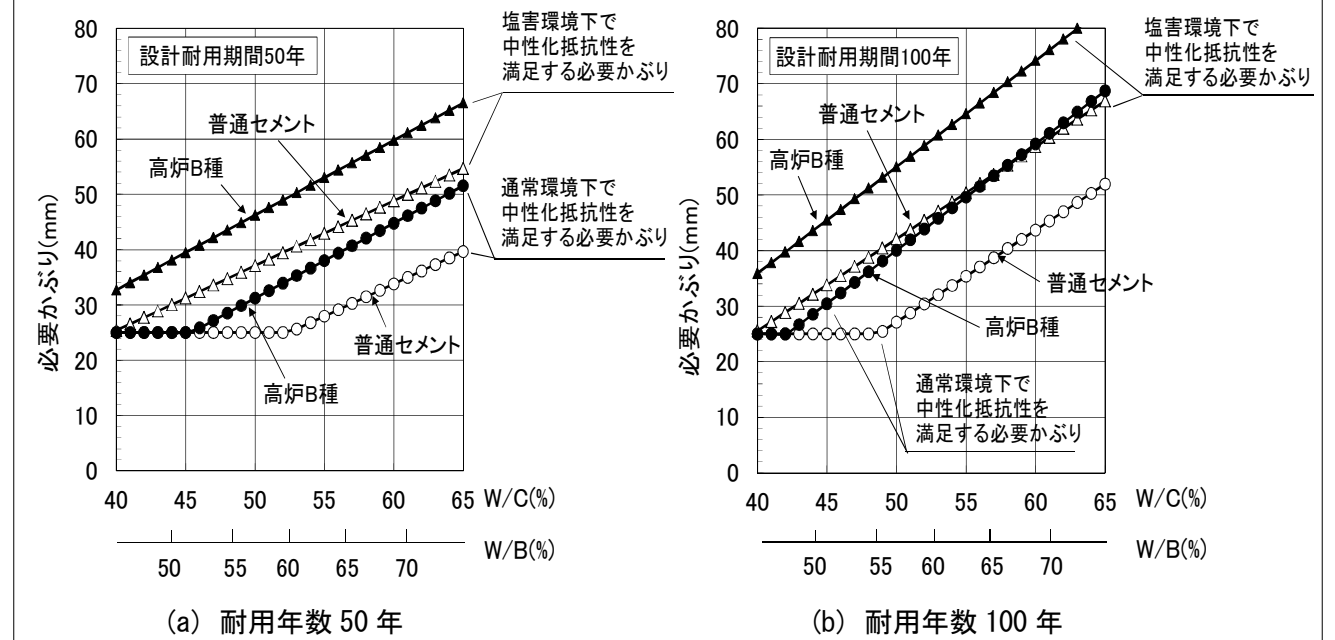 80
70
60
50
40
30
20
10
0
必要かぶり(mm)
設計耐用期間50年
塩害環境下で
中性化抵抗性を
満足する必要かぶり
普通セメント
高炉B種
通常環境下で
中性化抵抗性を
満足する必要かぶり
普通セメント
高炉B種
40 45 50 55 60 65 W/C(%)
50 55 60 65 70 W/B(%)
(a) 耐用年数 50 年
80
70
60
50
40
30
20
10
0
必要かぶり(mm)
設計耐用期間100年
塩害環境下で
中性化抵抗性を
満足する必要かぶり
普通セメント
高炉B種
普通セメント
高炉B種
通常環境下で
中性化抵抗性を
満足する必要かぶり
40 45 50 55 60 65 W/C(%)
50 55 60 65 70 W/B(%)
(b) 耐用年数 100 年